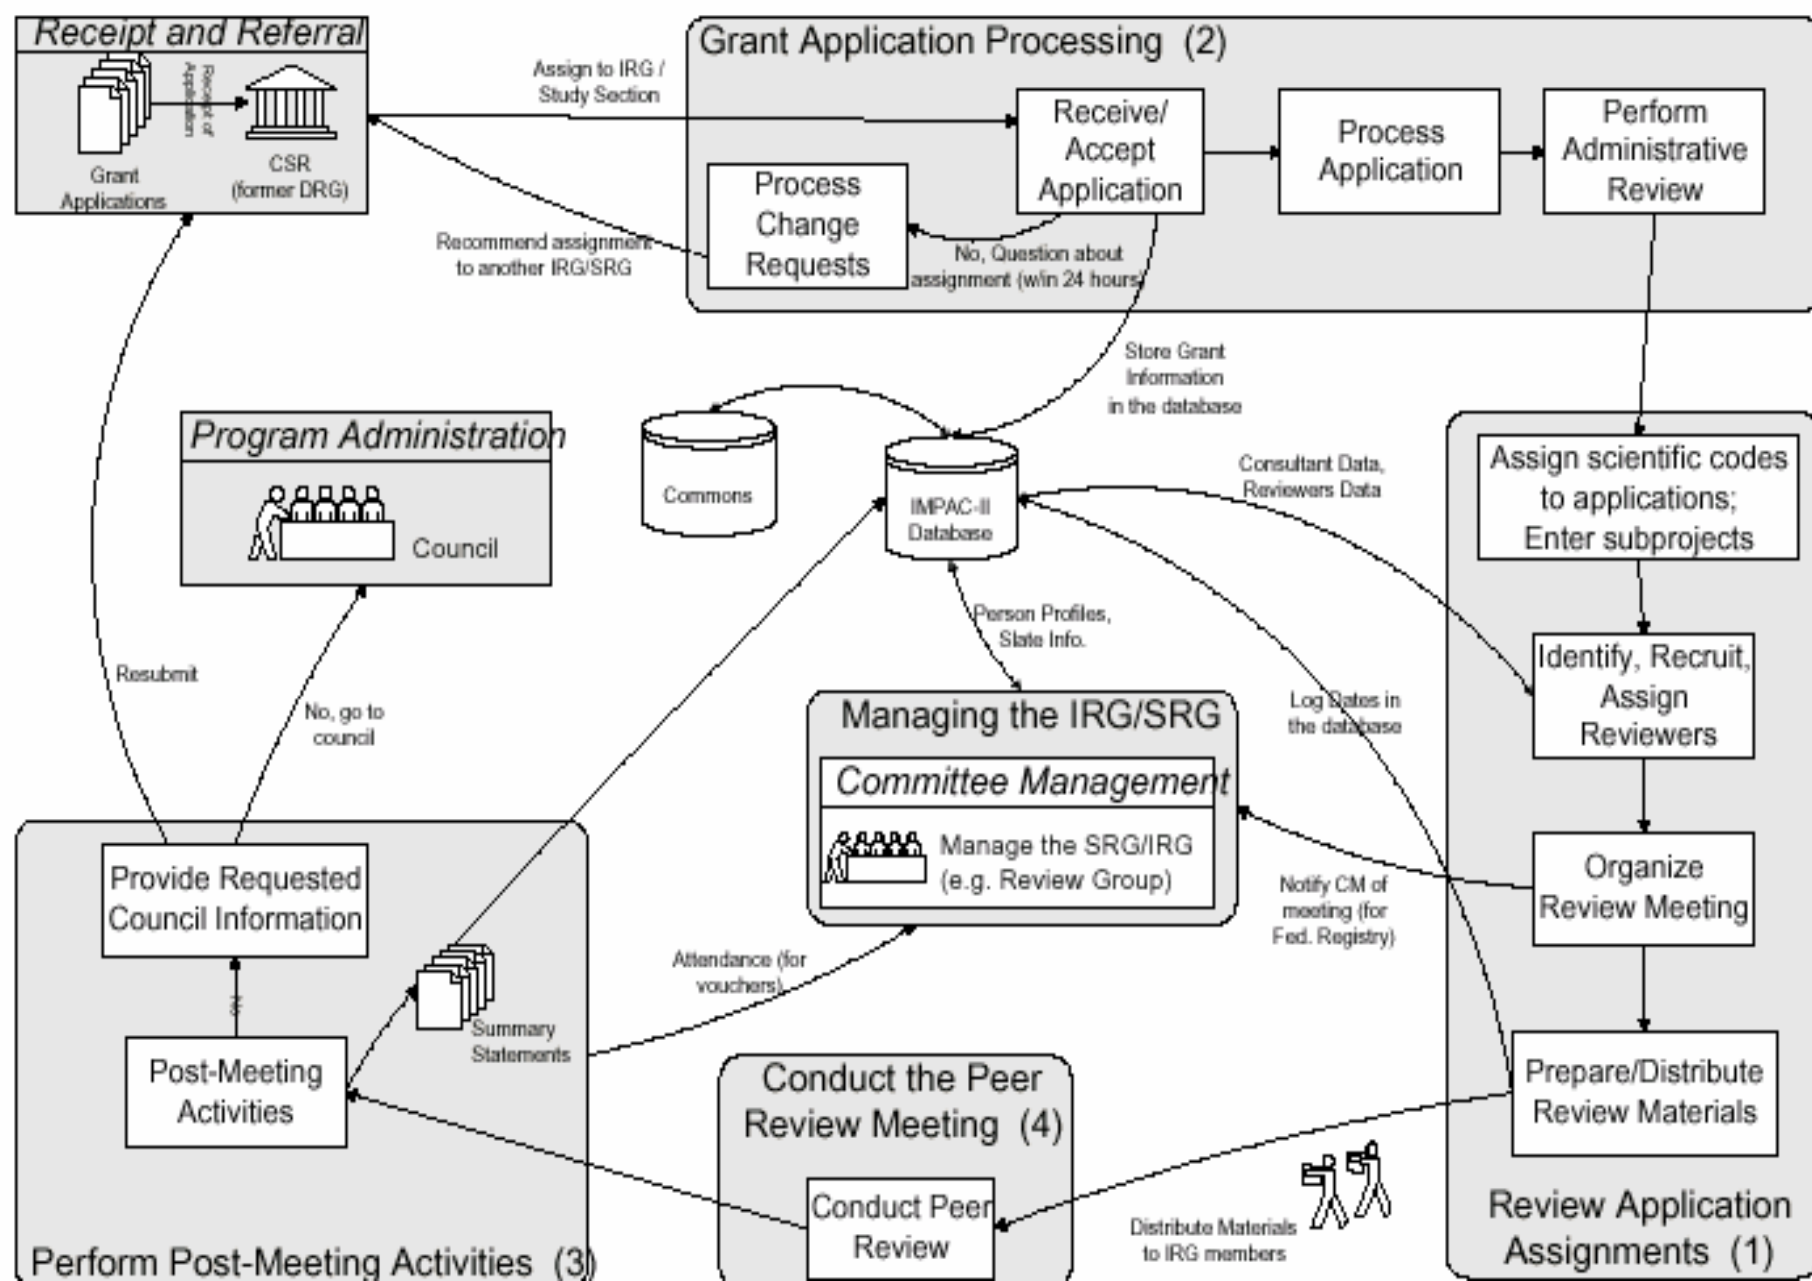 Receipt and Referral
Receipt of
Application
Grant
Applications
CSR
(former DRG)
Assign to IRG /
Study Section
Recommend assignment
to another IRG/SRG
Grant Application Processing (2)
Receive/
Accept
Application
Process
Application
Perform
Administrative
Review
Process
Change
Requests
No, Question about
assignment (w/in 24 hours)
Store Grant
Information
in the database
Program Administration
Council
Commons
IMPAC-II
Database
Consultant Data,
Reviewers Data
Assign scientific codes
to applications;
Enter subprojects
Person Profiles,
Slate Info.
Identify, Recruit,
Assign
Reviewers
Resubmit
No, go to
council
Managing the IRG/SRG
Log Dates in
the database
Committee Management
Manage the SRG/IRG
(e.g. Review Group)
Organize
Review Meeting
Notify CM of
meeting (for
Fed. Registry)
Provide Requested
Council Information
Attendance (for
vouchers)
No
Summary
Statements
Post-Meeting
Activities
Conduct the Peer
Review Meeting (4)
Prepare/Distribute
Review Materials
Conduct Peer
Review
Distribute Materials
to IRG members
Review Application
Assignments (1)
Perform Post-Meeting Activities (3)